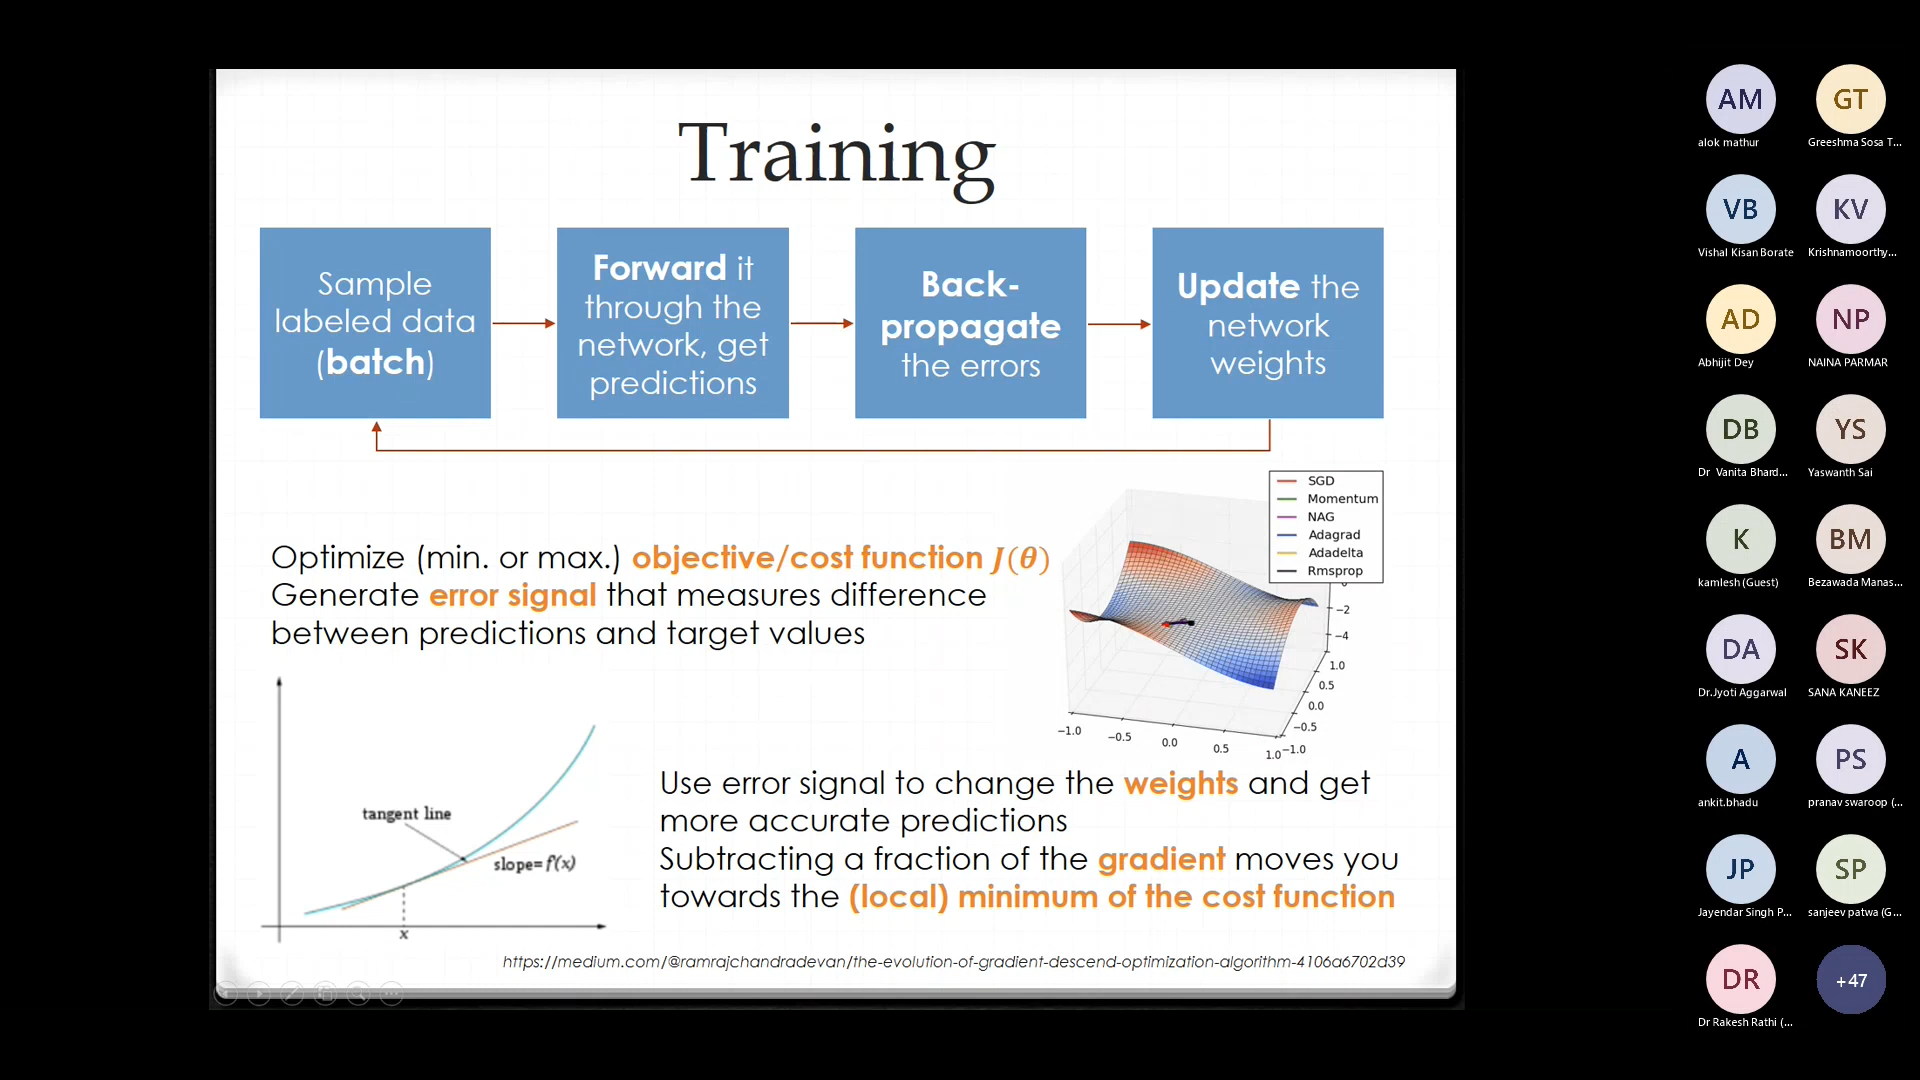 Training
Sample
labeled data
(batch)
Forward it
through the
network, get
predictions
Back-
propagate
the errors
Update the
network
weights
Optimize (min. or max.) objective/cost function J(θ)
Generate error signal that measures difference
between predictions and target values
SGD
Momentum
NAG
Adagrad
Adadelta
Rmsprop
−2
−4
1.0
0.5
0.0
−0.5
−1.0
−1.0
−0.5
0.0
0.5
1.0
tangent line
slope=f'(x)
x
Use error signal to change the weights and get
more accurate predictions
Subtracting a fraction of the gradient moves you
towards the (local) minimum of the cost function
https://medium.com/@ramrajchandradevan/the-evolution-of-gradient-descend-optimization-algorithm-4106a6702d39
AM
alok mathur
GT
Greeshma Sosa T...
VB
Vishal Kisan Borate
KV
Krishnamoorthy...
AD
Abhijit Dey
NP
NAINA PARMAR
DB
Dr Vanita Bhard...
YS
Yaswanth Sai
K
kamlesh (Guest)
BM
Bezawada Manas...
DA
Dr.Jyoti Aggarwal
SK
SANA KANEEZ
A
ankit.bhadu
PS
pranav swaroop (...
JP
Jayendar Singh P...
SP
sanjeev patwa (G...
DR
Dr Rakesh Rathi (...
+47